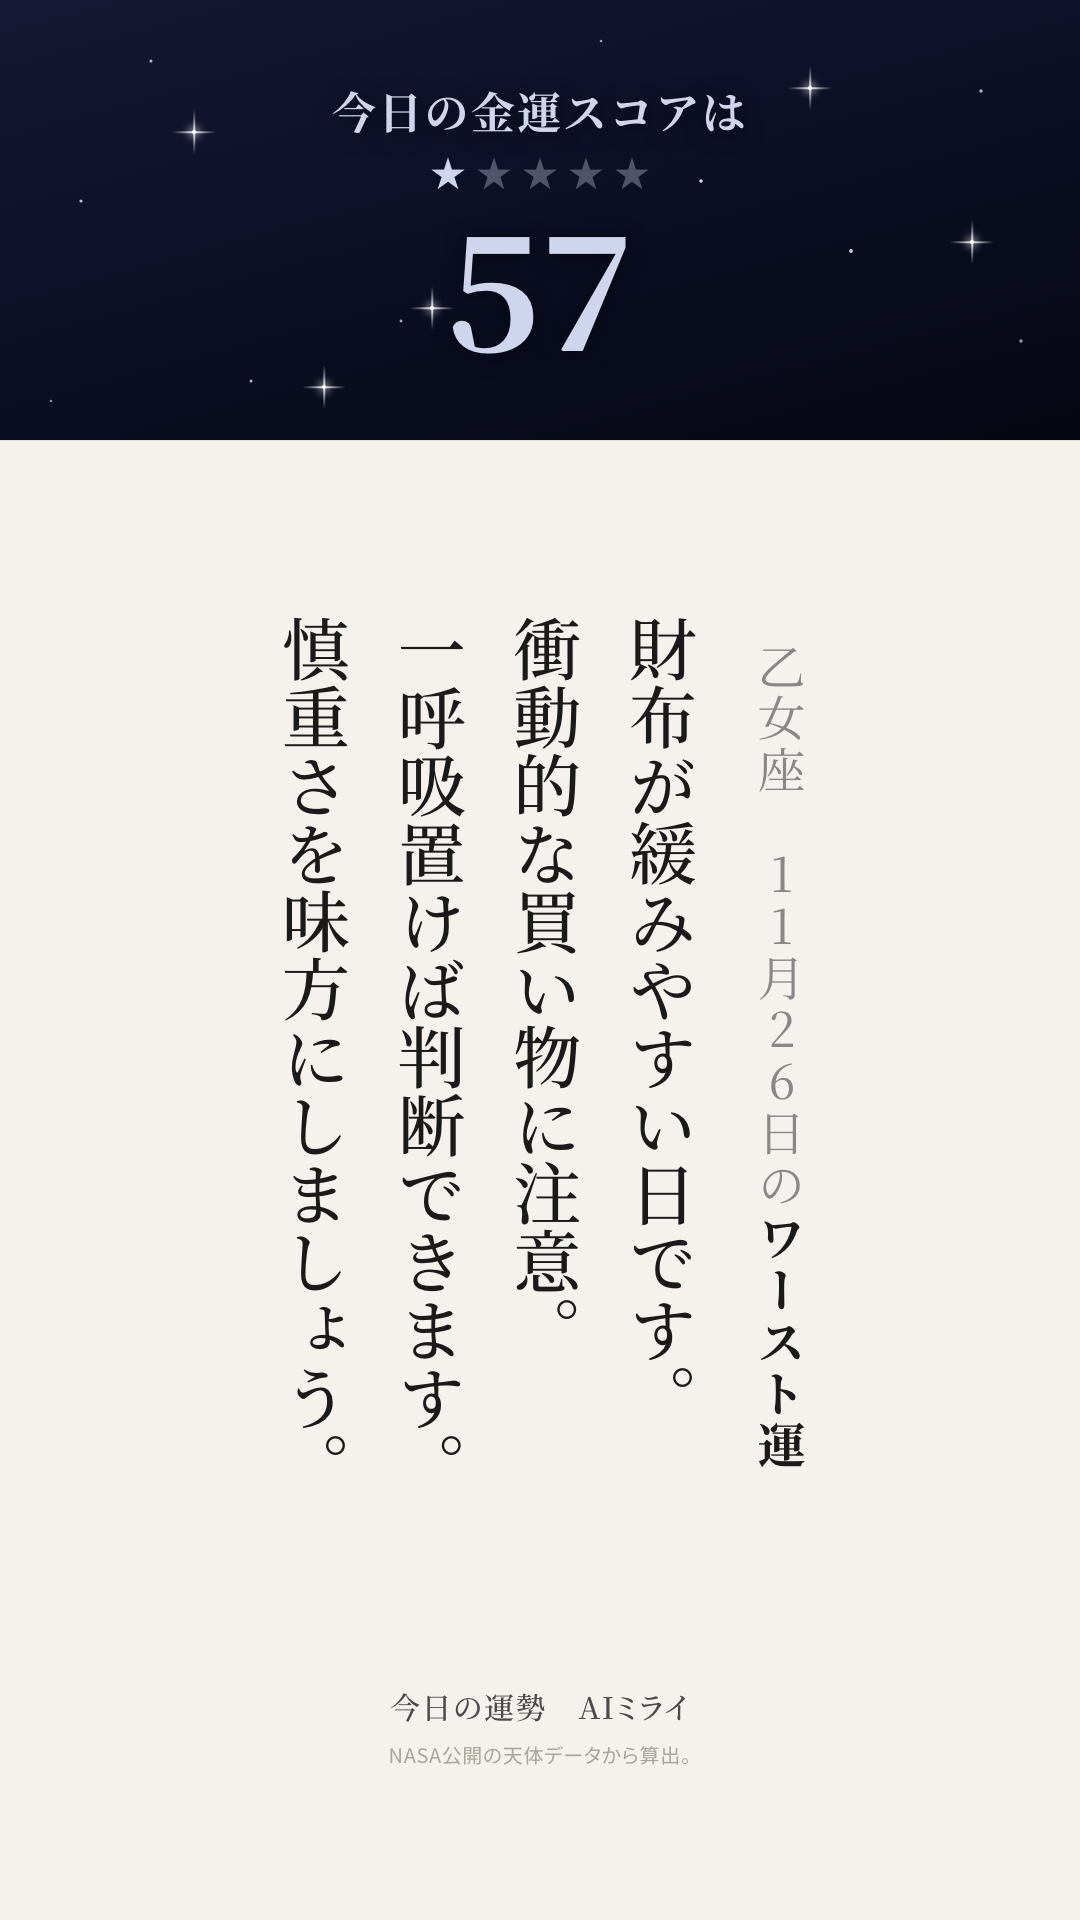 今日の金運スコアは
★★★★★
57
乙女座　11月26日のワースト運
財布が緩みやすい日です。
衝動的な買い物に注意。
一呼吸置けば判断できます。
慎重さを味方にしましょう。
今日の運勢　AIミライ
NASA公開の天体データから算出。